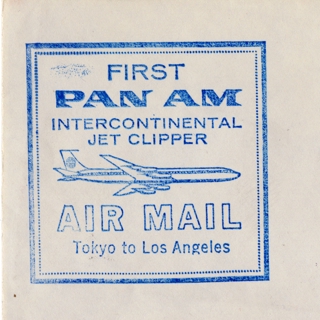 FIRST
PAN AM
INTERCONTINENTAL
JET CLIPPER
AIR MAIL
Tokyo to Los Angeles